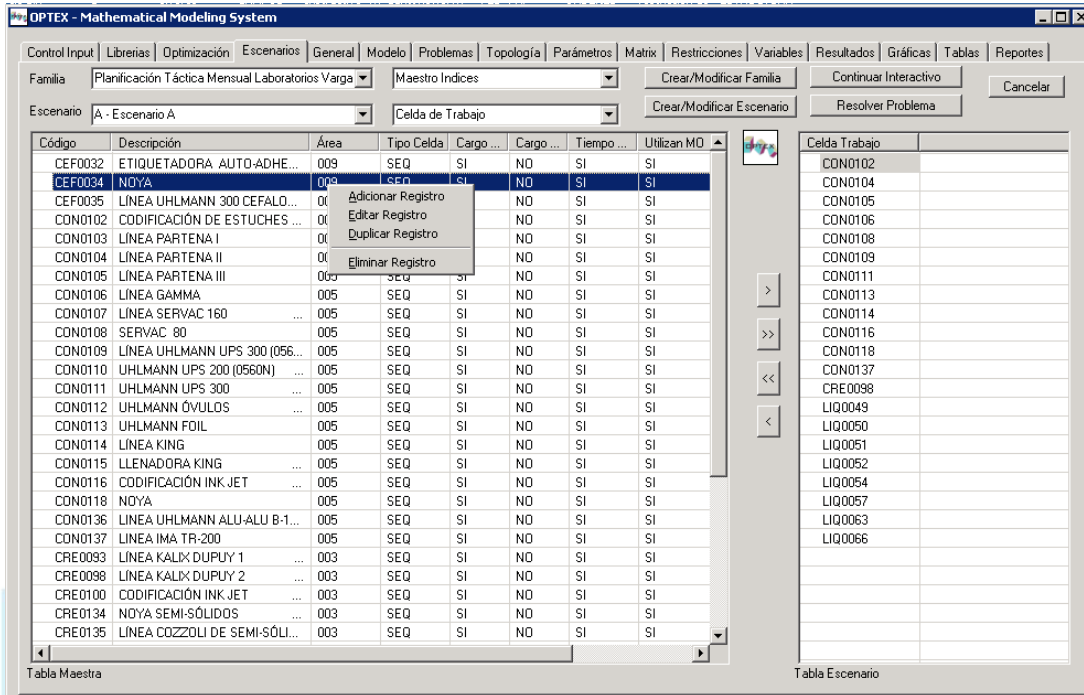 OPTEX - Mathematical Modeling System
Control Input Librerias Optimización Escenarios General Modelo Problemas Topología Parámetros Matrix Restricciones Variables Resultados Gráficas Tablas Reportes
Familia Planificación Táctica Mensual Laboratorios Varga Maestro Indices Crear/Modificar Familia Continuar Interactivo Cancelar
Escenario A - Escenario A Celda de Trabajo Crear/Modificar Escenario Resolver Problema
Código Descripción Área Tipo Celda Cargo ... Cargo ... Tiempo ... Utilizan MO
CEF0032 ETIQUETADORA AUTO-ADHE... 009 SEQ SI NO SI SI
CEF0034 NOYA 009 SEQ SI NO SI SI
CEF0035 LÍNEA UHLMANN 300 CEFALO... NO SI SI
CON0102 CODIFICACIÓN DE ESTUCHES ... NO SI SI
CON0103 LÍNEA PARTENA I NO SI SI
CON0104 LÍNEA PARTENA II NO SI SI
CON0105 LÍNEA PARTENA III 005 SEQ SI NO SI SI
CON0106 LÍNEA GAMMA 005 SEQ SI NO SI SI
CON0107 LÍNEA SERVAC 160 ... 005 SEQ SI NO SI SI
CON0108 SERVAC 80 005 SEQ SI NO SI SI
CON0109 LÍNEA UHLMANN UPS 300 (056... 005 SEQ SI NO SI SI
CON0110 UHLMANN UPS 200 (0560N) ... 005 SEQ SI NO SI SI
CON0111 UHLMANN UPS 300 ... 005 SEQ SI NO SI SI
CON0112 UHLMANN ÓVULOS ... 005 SEQ SI NO SI SI
CON0113 UHLMANN FOIL 005 SEQ SI NO SI SI
CON0114 LÍNEA KING 005 SEQ SI NO SI SI
CON0115 LLENADORA KING ... 005 SEQ SI NO SI SI
CON0116 CODIFICACIÓN INK JET ... 005 SEQ SI NO SI SI
CON0118 NOYA 005 SEQ SI NO SI SI
CON0136 LINEA UHLMANN ALU-ALU B-1... 005 SEQ SI NO SI SI
CON0137 LINEA IMA TR-200 005 SEQ SI NO SI SI
CRE0093 LÍNEA KALIX DUPUY 1 ... 003 SEQ SI NO SI SI
CRE0098 LÍNEA KALIX DUPUY 2 ... 003 SEQ SI NO SI SI
CRE0100 CODIFICACIÓN INK JET ... 003 SEQ SI NO SI SI
CRE0134 NOYA SEMI-SÓLIDOS ... 003 SEQ SI NO SI SI
CRE0135 LÍNEA COZZOLI DE SEMI-SÓLI... 003 SEQ SI NO SI SI
Tabla Maestra
Adicionar Registro
Editar Registro
Duplicar Registro
Eliminar Registro
OPTEX
>
>>
<<
<
Celda Trabajo
CON0102
CON0104
CON0105
CON0106
CON0108
CON0109
CON0111
CON0113
CON0114
CON0116
CON0118
CON0137
CRE0098
LIQ0049
LIQ0050
LIQ0051
LIQ0052
LIQ0054
LIQ0057
LIQ0063
LIQ0066
Tabla Escenario